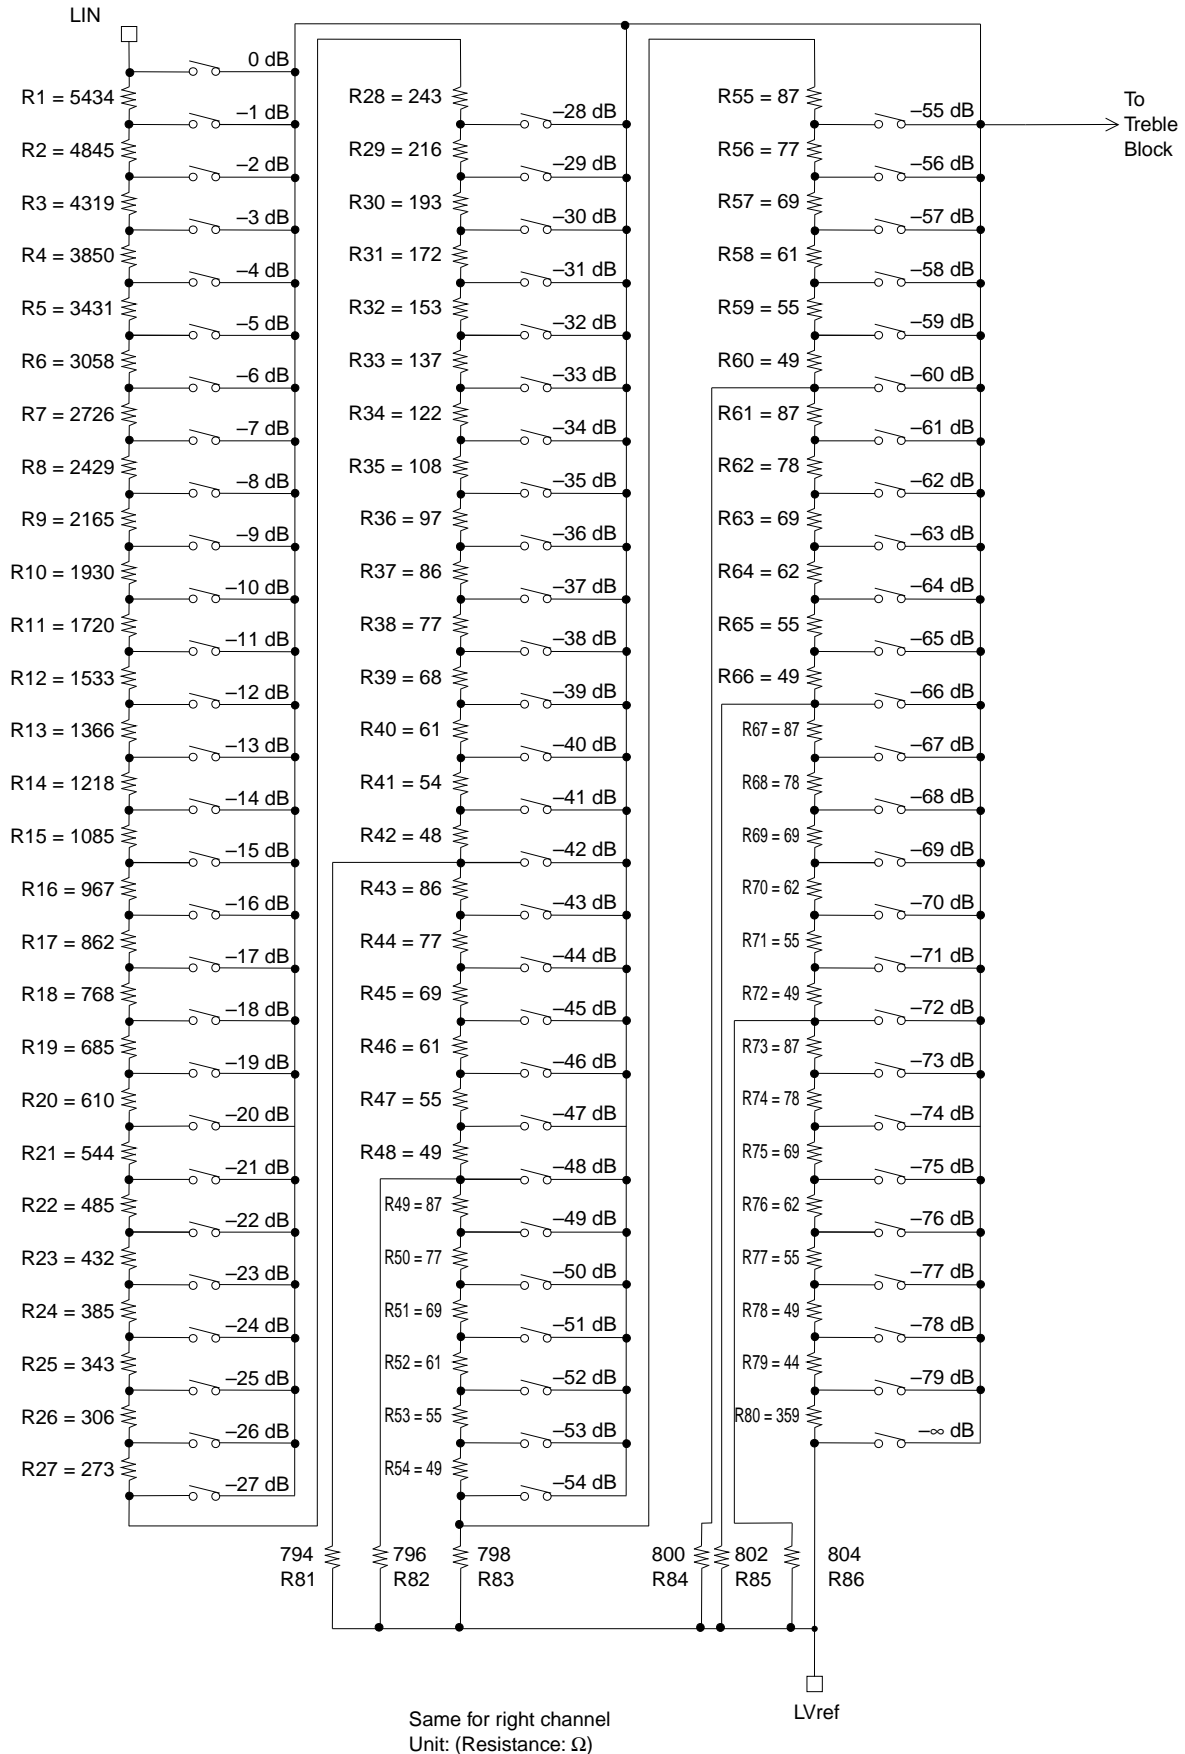 LIN
0 dB
R1 = 5434
–1 dB
R2 = 4845
–2 dB
R3 = 4319
–3 dB
R4 = 3850
–4 dB
R5 = 3431
–5 dB
R6 = 3058
–6 dB
R7 = 2726
–7 dB
R8 = 2429
–8 dB
R9 = 2165
–9 dB
R10 = 1930
–10 dB
R11 = 1720
–11 dB
R12 = 1533
–12 dB
R13 = 1366
–13 dB
R14 = 1218
–14 dB
R15 = 1085
–15 dB
R16 = 967
–16 dB
R17 = 862
–17 dB
R18 = 768
–18 dB
R19 = 685
–19 dB
R20 = 610
–20 dB
R21 = 544
–21 dB
R22 = 485
–22 dB
R23 = 432
–23 dB
R24 = 385
–24 dB
R25 = 343
–25 dB
R26 = 306
–26 dB
R27 = 273
–27 dB
R28 = 243
–28 dB
R29 = 216
–29 dB
R30 = 193
–30 dB
R31 = 172
–31 dB
R32 = 153
–32 dB
R33 = 137
–33 dB
R34 = 122
–34 dB
R35 = 108
–35 dB
R36 = 97
–36 dB
R37 = 86
–37 dB
R38 = 77
–38 dB
R39 = 68
–39 dB
R40 = 61
–40 dB
R41 = 54
–41 dB
R42 = 48
–42 dB
R43 = 86
–43 dB
R44 = 77
–44 dB
R45 = 69
–45 dB
R46 = 61
–46 dB
R47 = 55
–47 dB
R48 = 49
–48 dB
R49 = 87
–49 dB
R50 = 77
–50 dB
R51 = 69
–51 dB
R52 = 61
–52 dB
R53 = 55
–53 dB
R54 = 49
–54 dB
R55 = 87
–55 dB
R56 = 77
–56 dB
R57 = 69
–57 dB
R58 = 61
–58 dB
R59 = 55
–59 dB
R60 = 49
–60 dB
R61 = 87
–61 dB
R62 = 78
–62 dB
R63 = 69
–63 dB
R64 = 62
–64 dB
R65 = 55
–65 dB
R66 = 49
–66 dB
R67 = 87
–67 dB
R68 = 78
–68 dB
R69 = 69
–69 dB
R70 = 62
–70 dB
R71 = 55
–71 dB
R72 = 49
–72 dB
R73 = 87
–73 dB
R74 = 78
–74 dB
R75 = 69
–75 dB
R76 = 62
–76 dB
R77 = 55
–77 dB
R78 = 49
–78 dB
R79 = 44
–79 dB
R80 = 359
–∞ dB
To
Treble
Block
794
R81
796
R82
798
R83
800
R84
802
R85
804
R86
LVref
Same for right channel
Unit: (Resistance: Ω)